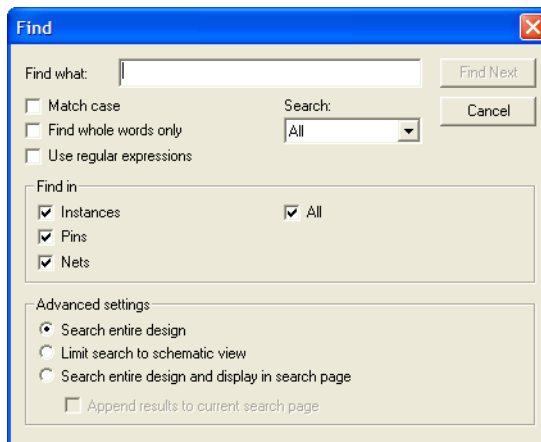 Find
Find what:
Find Next
Match case
Search:
Cancel
Find whole words only
All
Use regular expressions
Find in
Instances
All
Pins
Nets
Advanced settings
Search entire design
Limit search to schematic view
Search entire design and display in search page
Append results to current search page